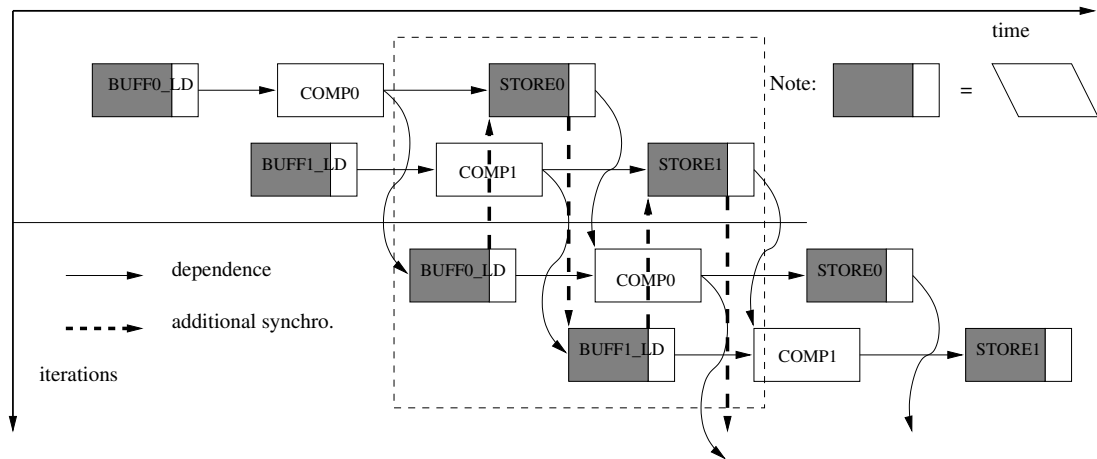 time
BUFF0_LD
COMP0
STORE0
Note:
=
BUFF1_LD
COMP1
STORE1
dependence
BUFF0_LD
COMP0
STORE0
additional synchro.
BUFF1_LD
COMP1
STORE1
iterations